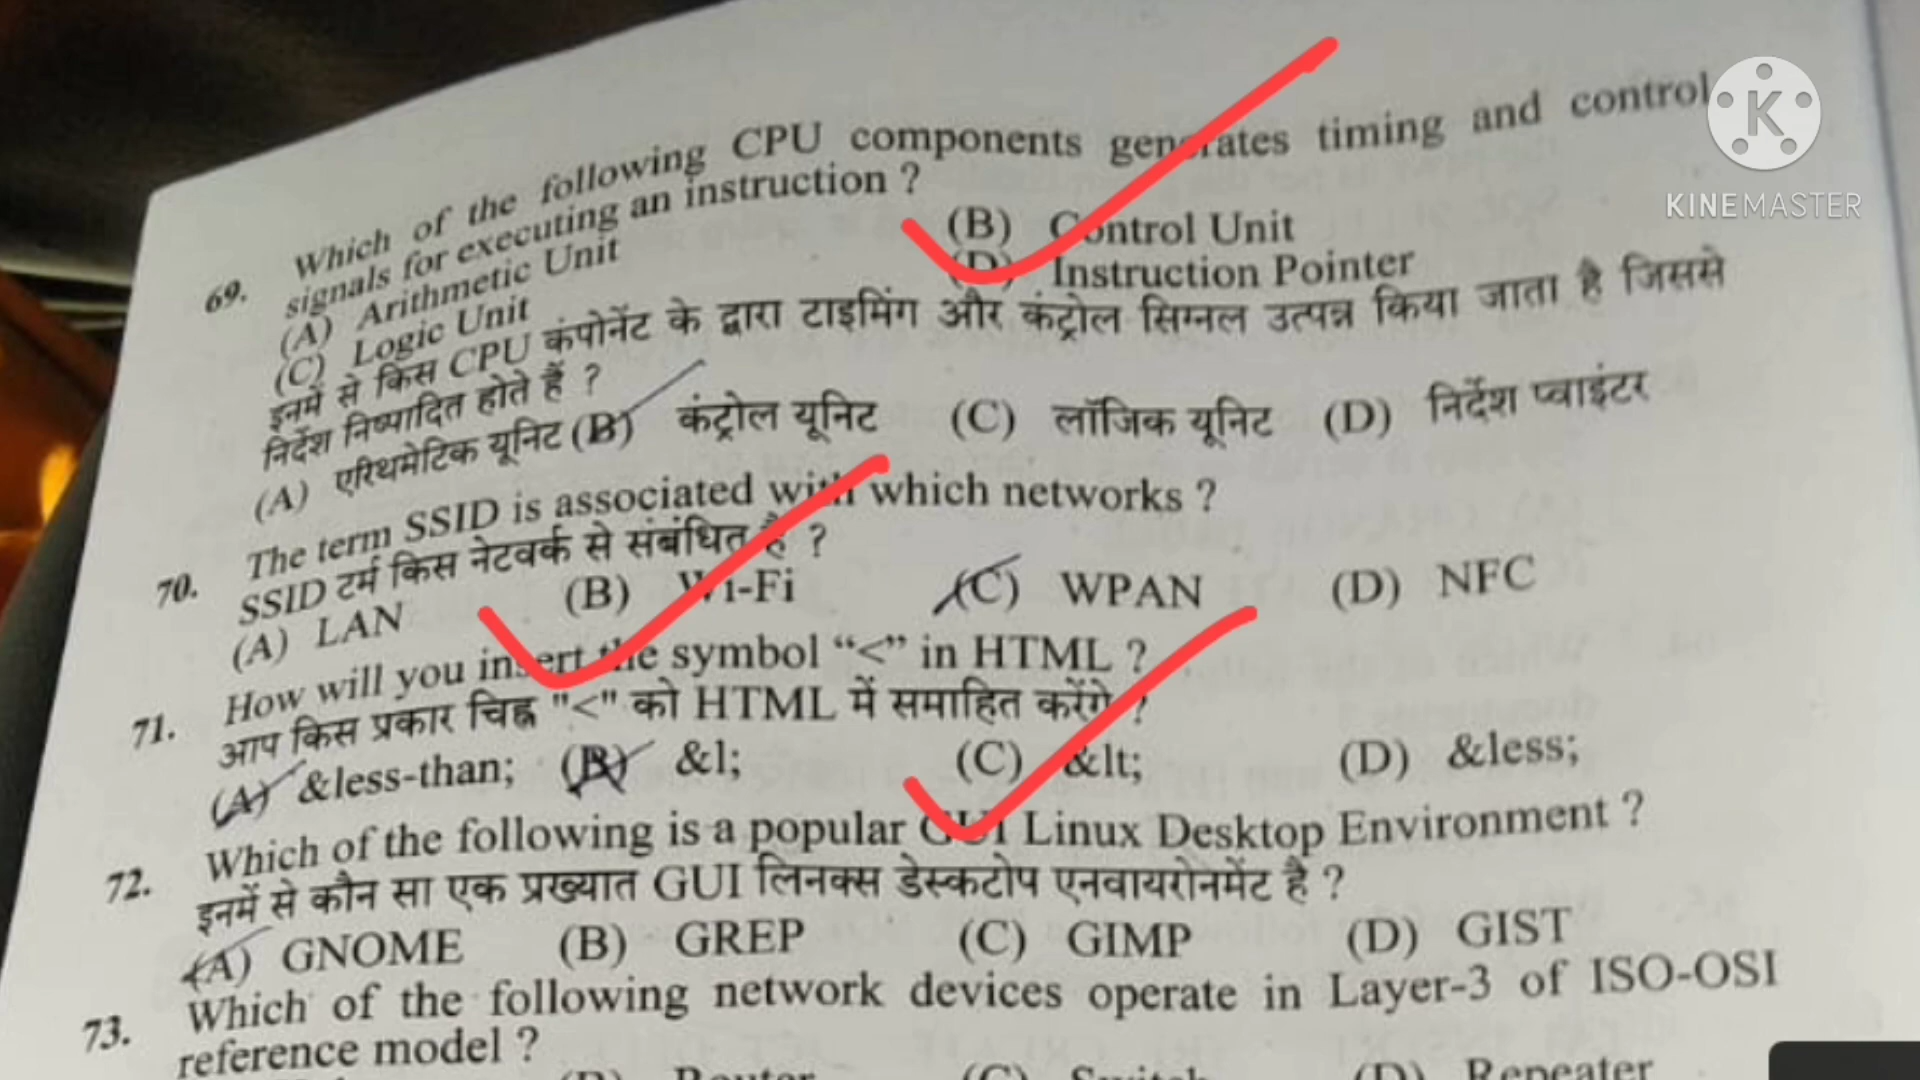 KINEMASTER
69. Which of the following CPU components generates timing and control
signals for executing an instruction ?
(A) Arithmetic Unit (B) Control Unit
(C) Logic Unit (D) Instruction Pointer
इनमें से किस CPU कंपोनेंट के द्वारा टाइमिंग और कंट्रोल सिग्नल उत्पन्न किया जाता है जिससे
निर्देश निष्पादित होते हैं ?
(A) एरिथमेटिक यूनिट (B) कंट्रोल यूनिट (C) लॉजिक यूनिट (D) निर्देश प्वाइंटर
70. The term SSID is associated with which networks ?
SSID टर्म किस नेटवर्क से संबंधित है ?
(A) LAN (B) Wi-Fi (C) WPAN (D) NFC
71. How will you insert the symbol “<” in HTML ?
आप किस प्रकार चिह्न "<" को HTML में समाहित करेंगे ?
(A) &less-than; (B) &l; (C) &lt; (D) &less;
72. Which of the following is a popular GUI Linux Desktop Environment ?
इनमें से कौन सा एक प्रख्यात GUI लिनक्स डेस्कटोप एनवायरोनमेंट है ?
(A) GNOME (B) GREP (C) GIMP (D) GIST
73. Which of the following network devices operate in Layer-3 of ISO-OSI
reference model ?
Router (C) Switch (D) Repeater